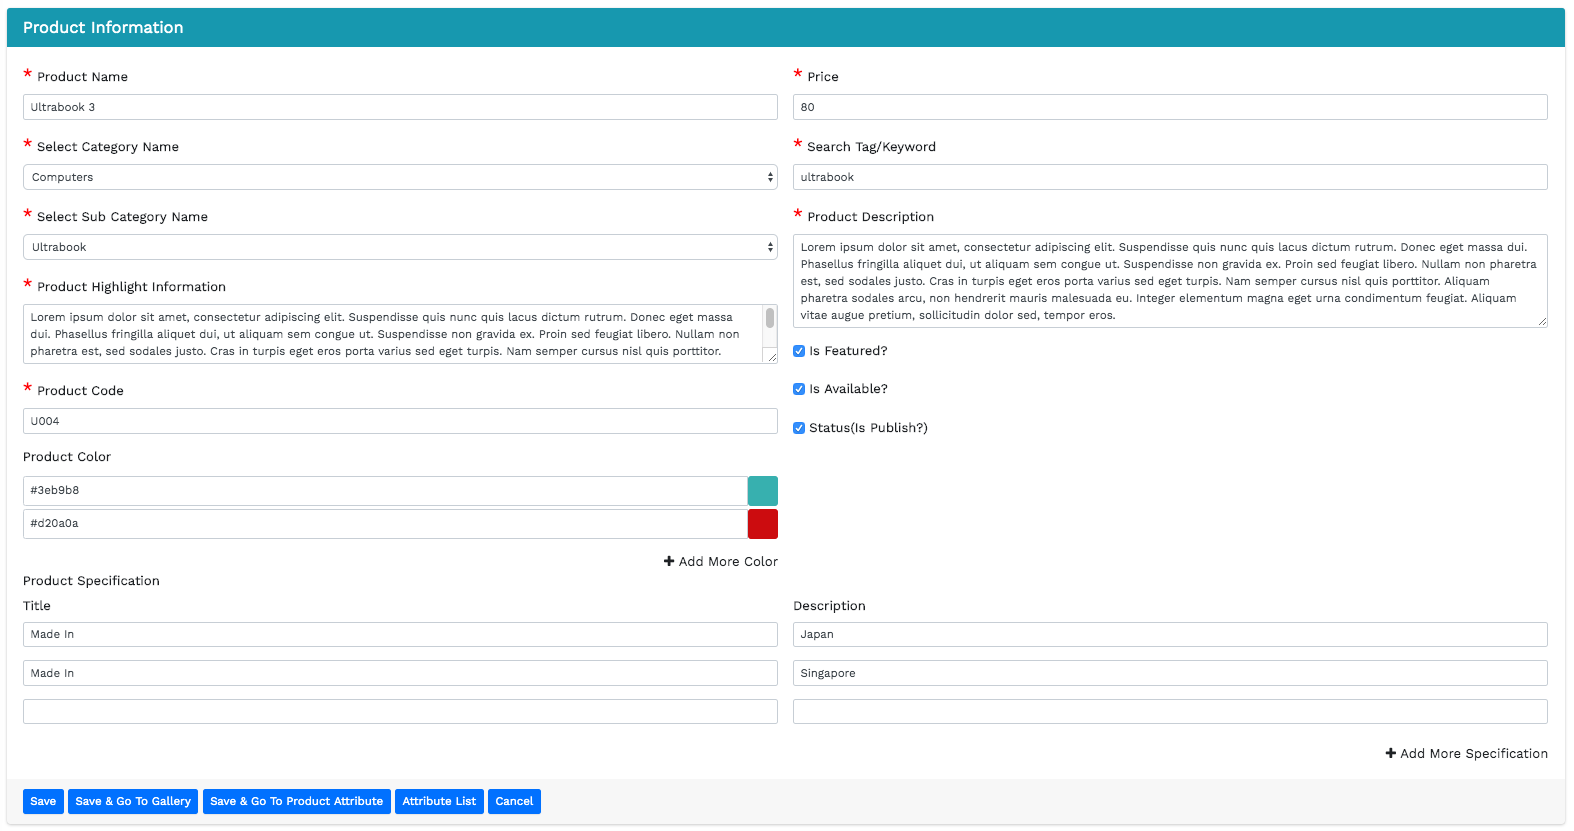 Product Information
* Product Name
Ultrabook 3
* Select Category Name
Computers
* Select Sub Category Name
Ultrabook
* Product Highlight Information
Lorem ipsum dolor sit amet, consectetur adipiscing elit. Suspendisse quis nunc quis lacus dictum rutrum. Donec eget massa
dui. Phasellus fringilla aliquet dui, ut aliquam sem congue ut. Suspendisse non gravida ex. Proin sed feugiat libero. Nullam non
pharetra est, sed sodales justo. Cras in turpis eget eros porta varius sed eget turpis. Nam semper cursus nisl quis porttitor.
* Product Code
U004
Product Color
#3eb9b8
#d20a0a
+ Add More Color
* Price
80
* Search Tag/Keyword
ultrabook
* Product Description
Lorem ipsum dolor sit amet, consectetur adipiscing elit. Suspendisse quis nunc quis lacus dictum rutrum. Donec eget massa dui.
Phasellus fringilla aliquet dui, ut aliquam sem congue ut. Suspendisse non gravida ex. Proin sed feugiat libero. Nullam non pharetra
est, sed sodales justo. Cras in turpis eget eros porta varius sed eget turpis. Nam semper cursus nisl quis porttitor. Aliquam
pharetra sodales arcu, non hendrerit mauris malesuada eu. Integer elementum magna eget urna condimentum feugiat. Aliquam
vitae augue pretium, sollicitudin dolor sed, tempor eros.
Is Featured?
Is Available?
Status(Is Publish?)
Product Specification
Title
Description
Made In
Japan
Made In
Singapore
+ Add More Specification
Save
Save & Go To Gallery
Save & Go To Product Attribute
Attribute List
Cancel